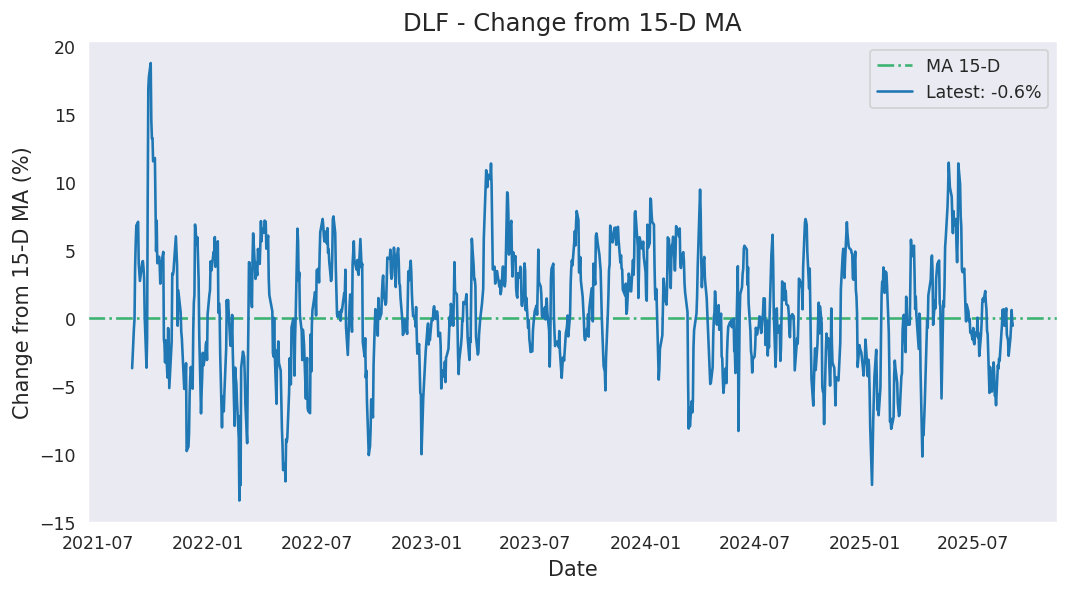 DLF - Change from 15-D MA
20
15
10
5
0
−5
−10
−15
Change from 15-D MA (%)
MA 15-D
Latest: -0.6%
2021-07 2022-01 2022-07 2023-01 2023-07 2024-01 2024-07 2025-01 2025-07
Date